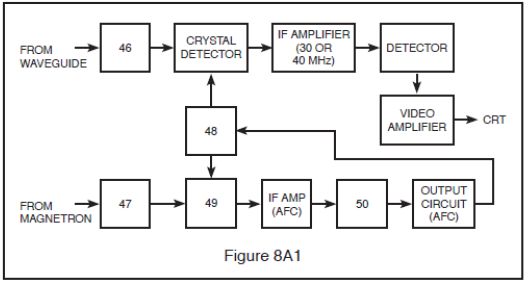 FROM
WAVEGUIDE
46
CRYSTAL
DETECTOR
IF AMPLIFIER
(30 OR
40 MHz)
DETECTOR
VIDEO
AMPLIFIER
CRT
48
FROM
MAGNETRON
47
49
IF AMP
(AFC)
50
OUTPUT
CIRCUIT
(AFC)
Figure 8A1